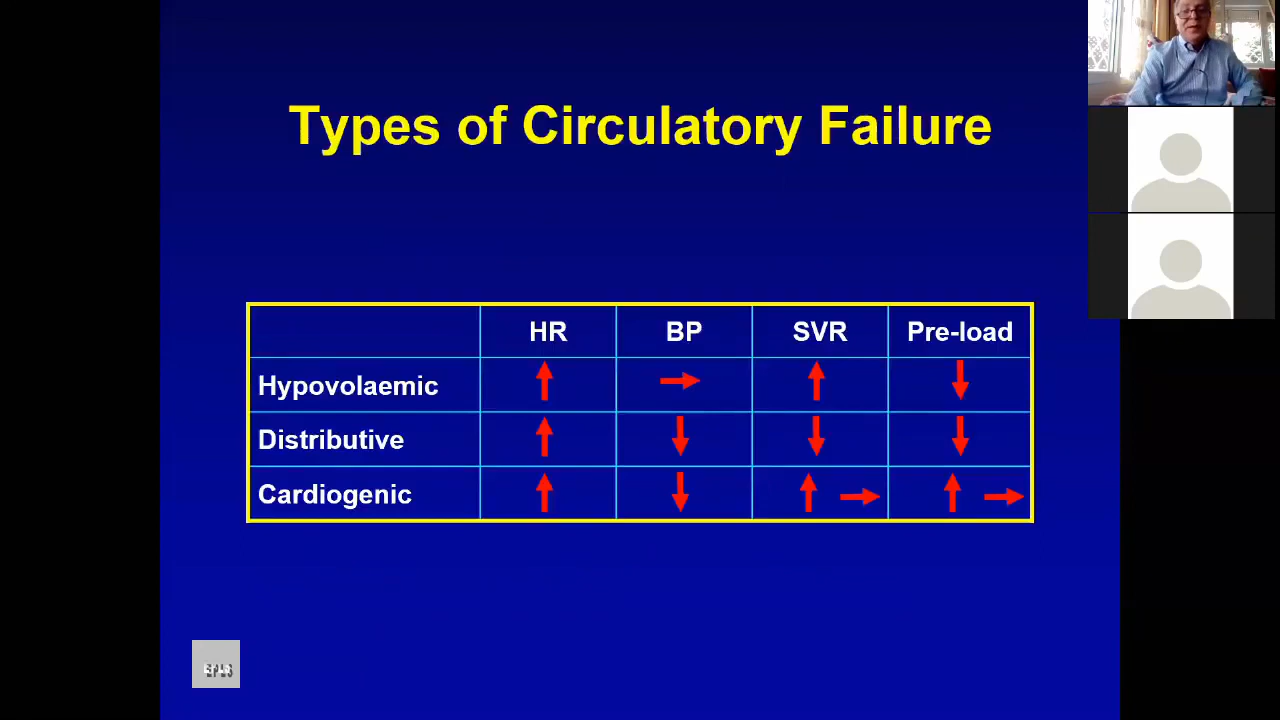 Types of Circulatory Failure
HR BP SVR Pre-load
Hypovolaemic ↑ → ↑ ↓
Distributive ↑ ↓ ↓ ↓
Cardiogenic ↑ ↓ ↑ → ↑ →